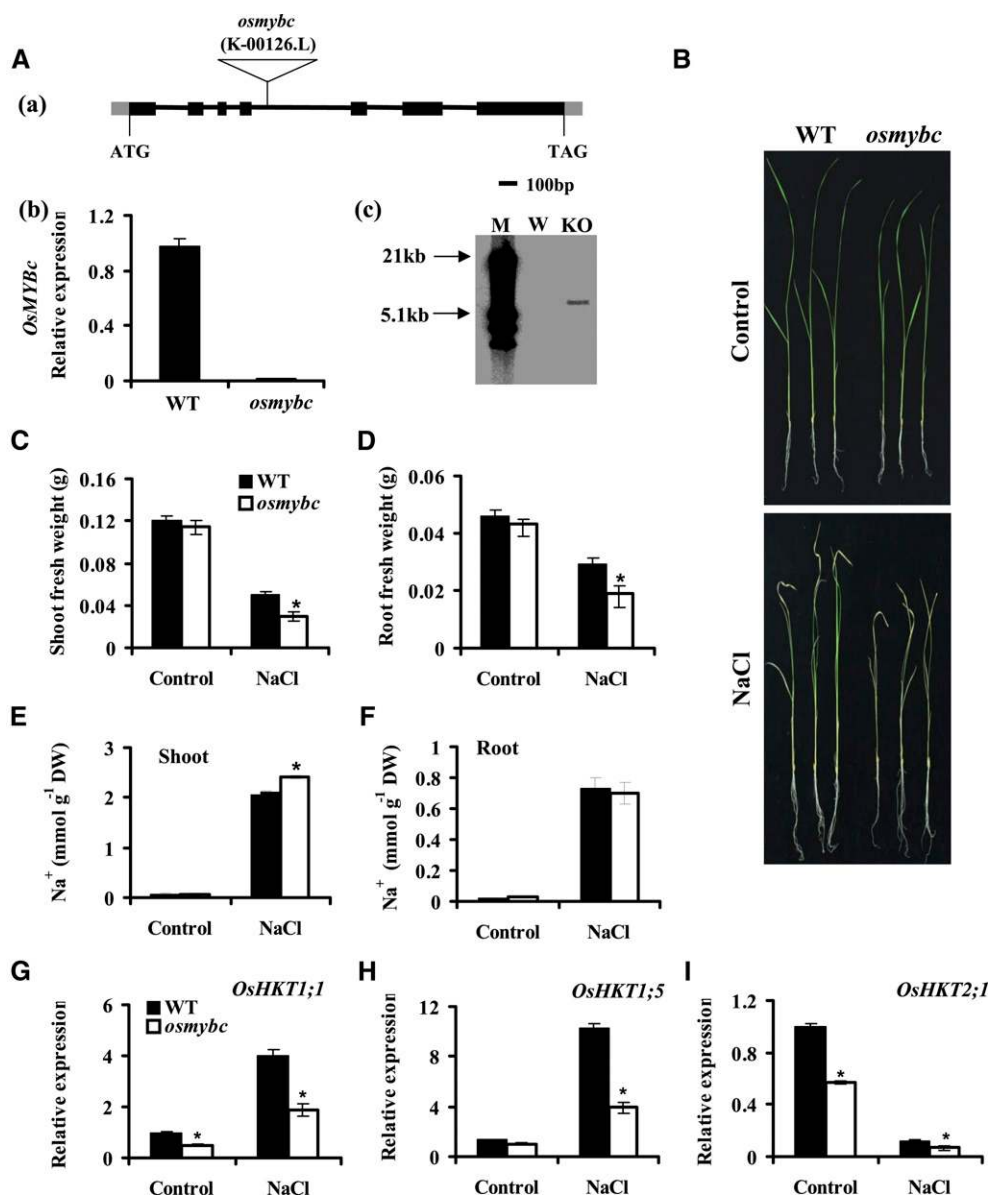 A
osmybc
(K-00126.L)
(a)
ATG
TAG
100bp
(b)
OsMYBc
Relative expression
1.2
0.8
0.4
0
WT
osmybc
(c)
M W KO
21kb
5.1kb
B
WT osmybc
Control
NaCl
C
Shoot fresh weight (g)
0.16
0.12
0.08
0.04
0
WT
osmybc
*
Control NaCl
D
Root fresh weight (g)
0.06
0.04
0.02
0
*
Control NaCl
E
Na+ (mmol g-1 DW)
3
2
1
0
Shoot
*
Control NaCl
F
Na+ (mmol g-1 DW)
1
0.8
0.6
0.4
0.2
0
Root
Control NaCl
G
Relative expression
6
4
2
0
OsHKT1;1
WT
osmybc
*
*
Control NaCl
H
Relative expression
12
8
4
0
OsHKT1;5
*
Control NaCl
I
Relative expression
1.2
0.8
0.4
0
OsHKT2;1
*
*
Control NaCl